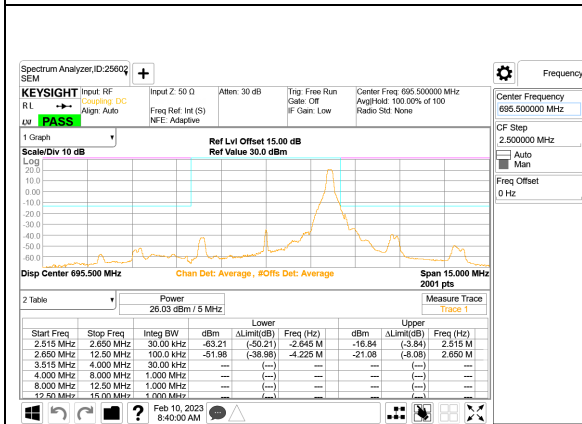 Spectrum Analyzer,ID:25602
SEM
+
Frequency
KEYSIGHT Input: RF Input Z: 50 Ω Atten: 30 dB Trig: Free Run Center Freq: 695.500000 MHz
Coupling: DC Gate: Off Avg|Hold: 100.00% of 100
R L Align: Auto Freq Ref: Int (S) IF Gain: Low Radio Std: None
PASS NFE: Adaptive
Center Frequency
695.500000 MHz
CF Step
2.500000 MHz
Auto
Man
Freq Offset
0 Hz
1 Graph
Ref Lvl Offset 15.00 dB
Scale/Div 10 dB Ref Value 30.0 dBm
Log
20.0
10.0
0.00
-10.0
-20.0
-30.0
-40.0
-50.0
-60.0
Disp Center 695.500 MHz Chan Det: Average , #Offs Det: Average Span 15.000 MHz
2001 pts
2 Table Power Measure Trace
26.03 dBm / 5 MHz Trace 1
Lower Upper
Start Freq Stop Freq Integ BW dBm ΔLimit(dB) Freq (Hz) dBm ΔLimit(dB) Freq (Hz)
2.515 MHz 2.650 MHz 30.00 kHz -63.21 (-50.21) -2.645 M -16.84 (-3.84) 2.515 M
2.650 MHz 12.50 MHz 100.0 kHz -51.98 (-38.98) -4.225 M -21.08 (-8.08) 2.650 M
3.515 MHz 4.000 MHz 30.00 kHz --- (---) --- (---)
4.000 MHz 8.000 MHz 1.000 MHz --- (---) --- (---)
8.000 MHz 12.50 MHz 1.000 MHz --- (---) --- (---)
12.50 MHz 15.00 MHz 1.000 MHz --- (---) --- (---)
? Feb 10, 2023
8:40:00 AM